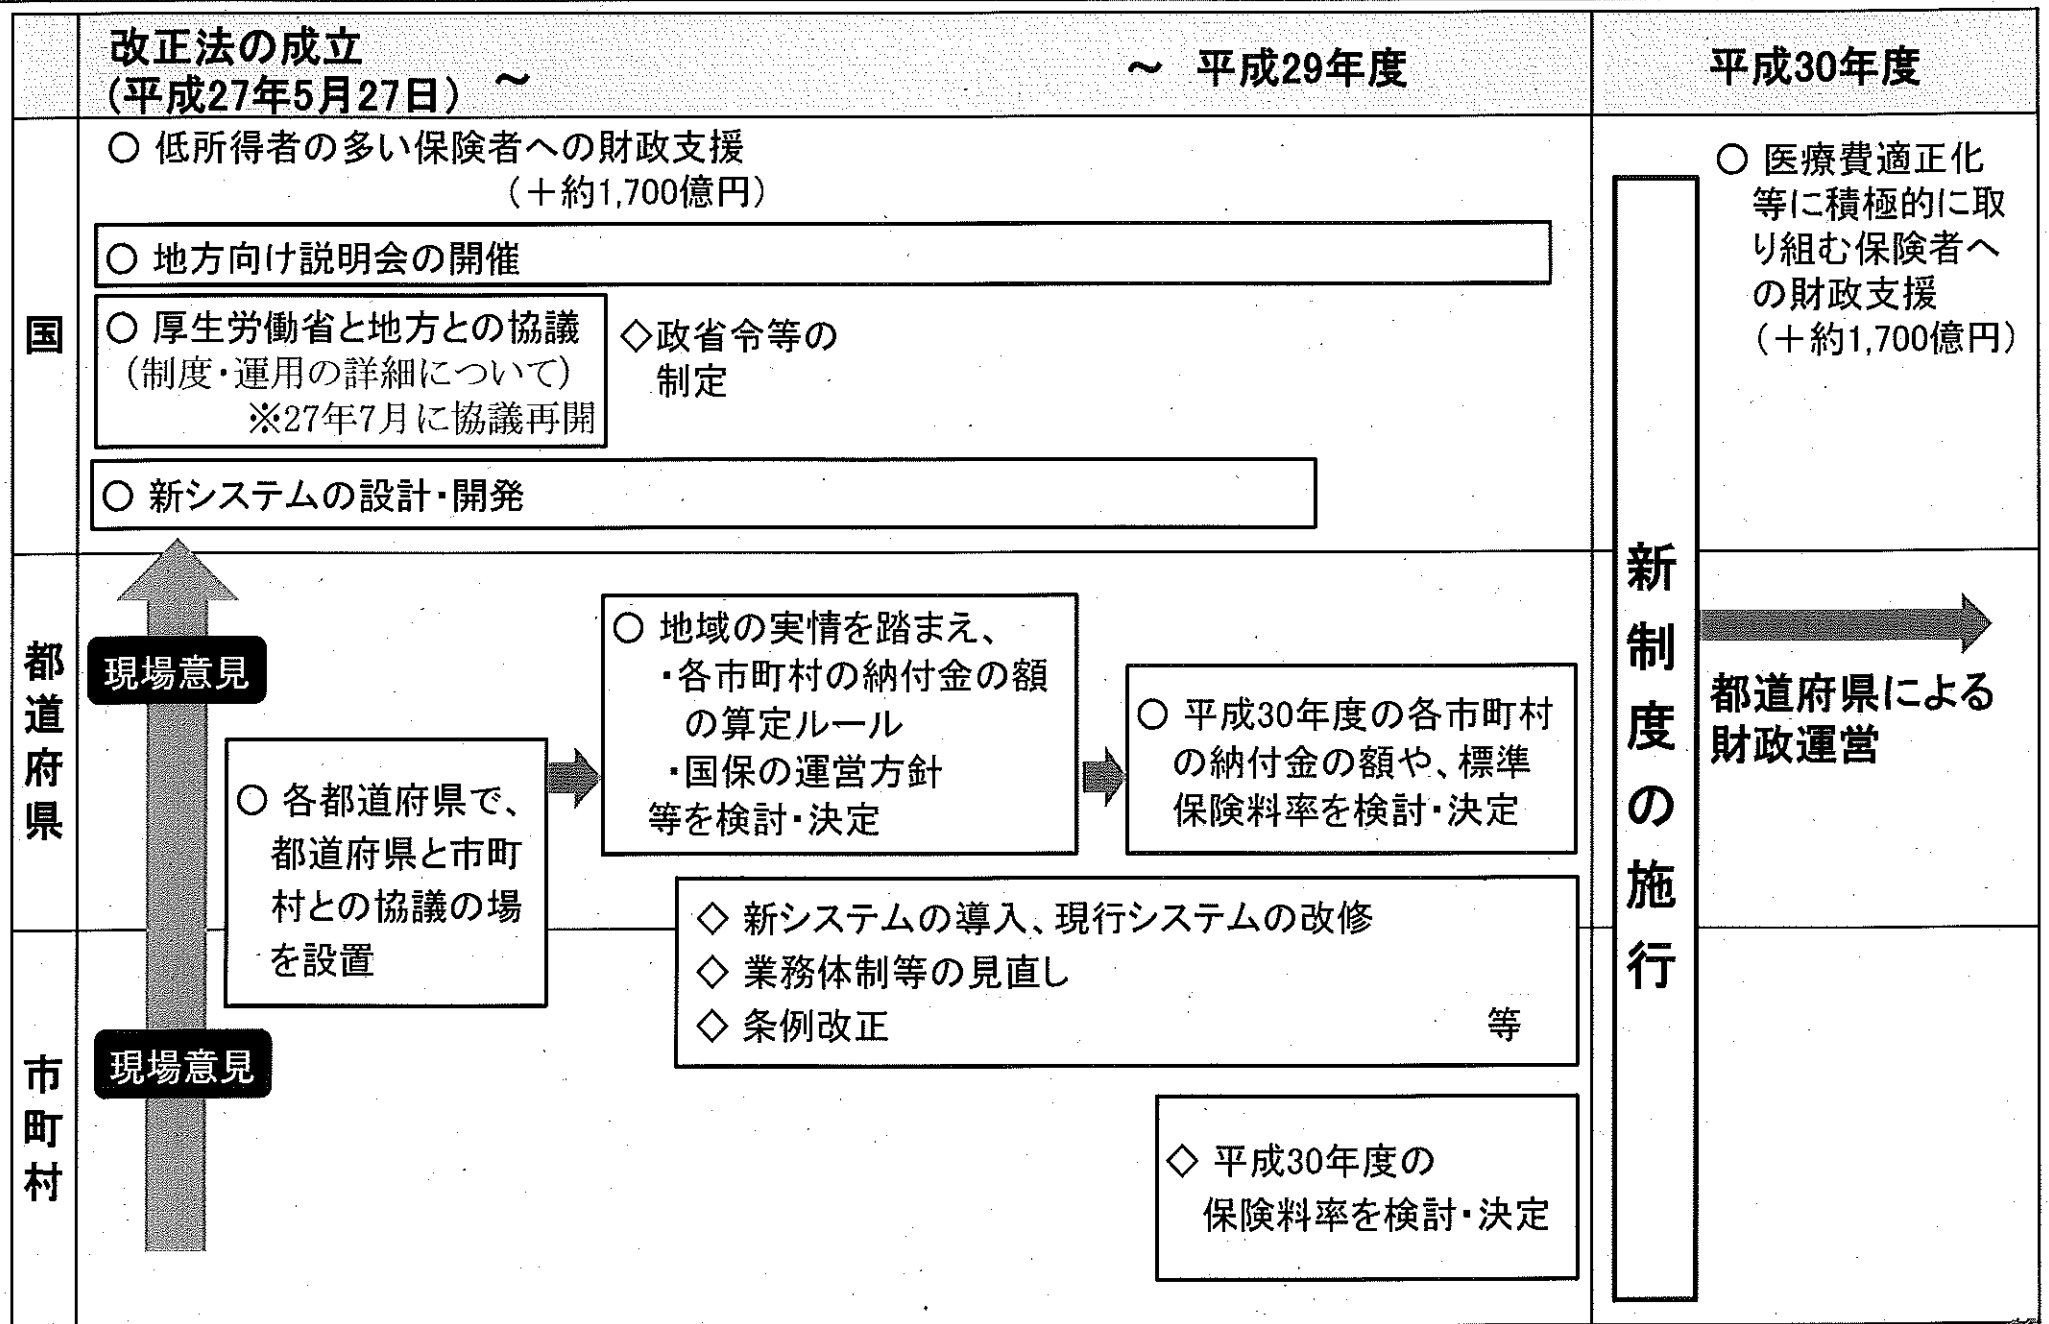 改正法の成立
(平成27年5月27日) ～
～ 平成29年度
平成30年度
国
○ 低所得者の多い保険者への財政支援
（＋約1,700億円）
○ 地方向け説明会の開催
○ 厚生労働省と地方との協議
（制度・運用の詳細について）
※27年7月に協議再開
◇政省令等の
制定
○ 新システムの設計・開発
○ 医療費適正化
等に積極的に取
り組む保険者へ
の財政支援
（＋約1,700億円）
都道府県
現場意見
○ 各都道府県で、
都道府県と市町
村との協議の場
を設置
○ 地域の実情を踏まえ、
・各市町村の納付金の額
の算定ルール
・国保の運営方針
等を検討・決定
○ 平成30年度の各市町村
の納付金の額や、標準
保険料率を検討・決定
新制度の施行
都道府県による
財政運営
◇ 新システムの導入、現行システムの改修
◇ 業務体制等の見直し
◇ 条例改正 等
市町村
現場意見
◇ 平成30年度の
保険料率を検討・決定